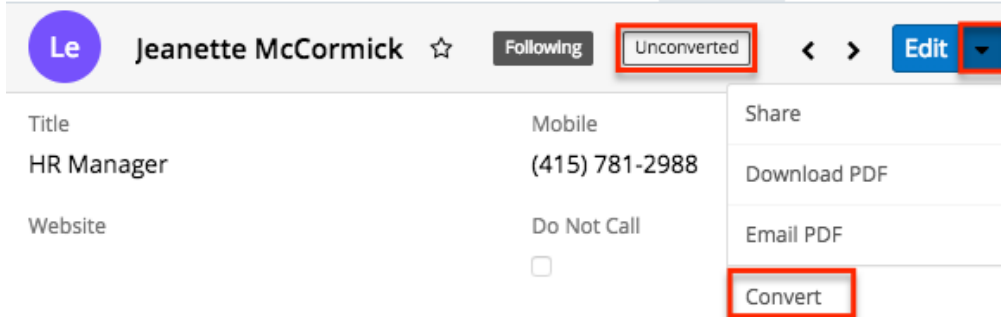 Le Jeanette McCormick Following Unconverted Edit
Title Mobile Share
HR Manager (415) 781-2988
Download PDF
Website Do Not Call Email PDF
Convert